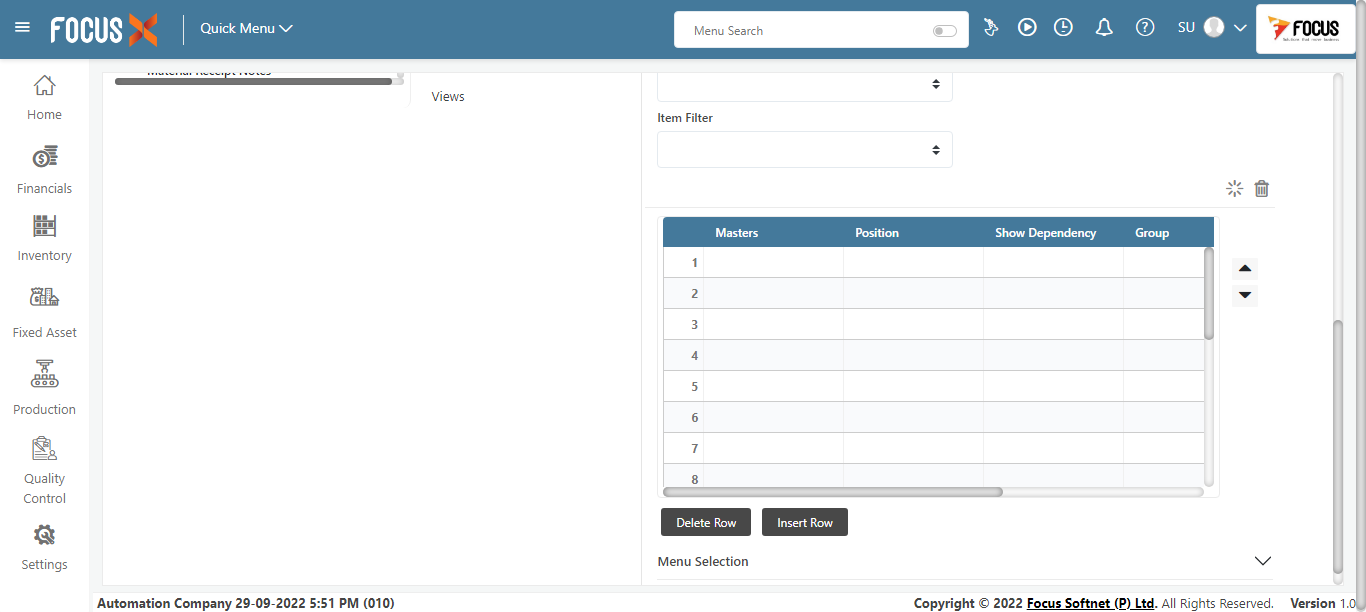 FOCUS X
Quick Menu
Menu Search
SU
FOCUS
Home
Financials
Inventory
Fixed Asset
Production
Quality
Control
Settings
Material Receipt Notes
Views
Item Filter
Masters Position Show Dependency Group
1
2
3
4
5
6
7
8
Delete Row Insert Row
Menu Selection
Automation Company 29-09-2022 5:51 PM (010)
Copyright © 2022 Focus Softnet (P) Ltd. All Rights Reserved. Version 1.0